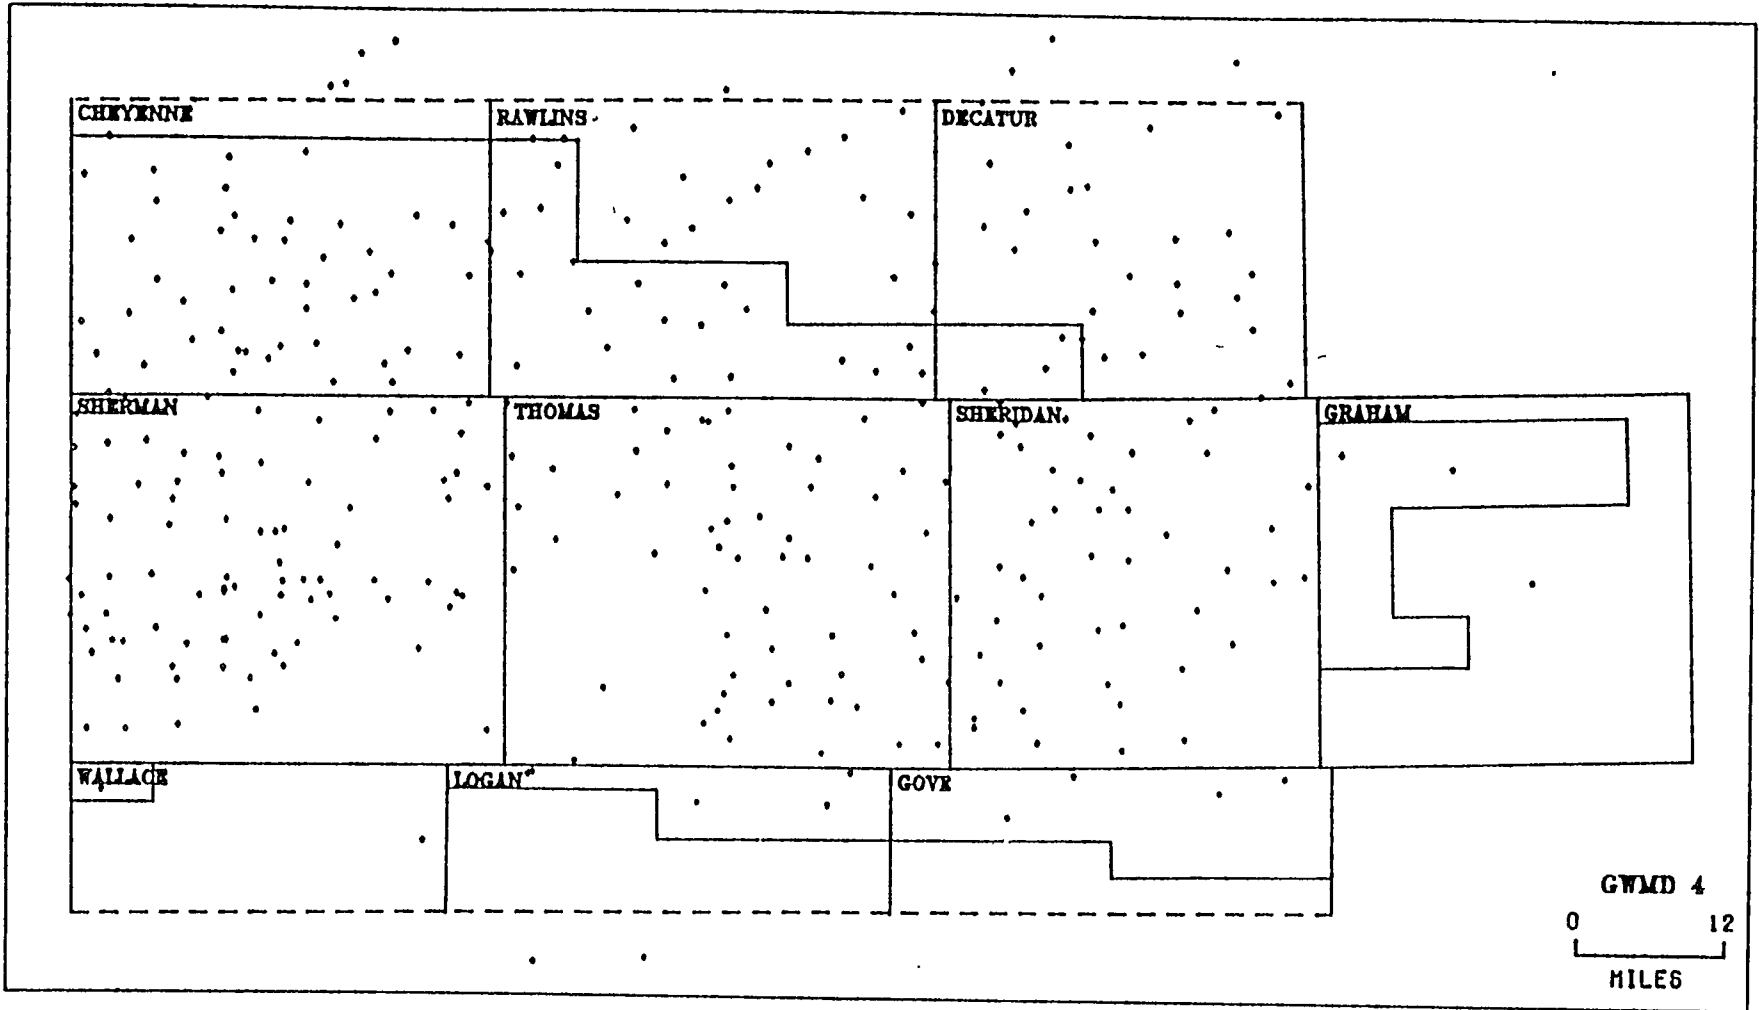 CHEYENNE
RAWLINS
DECATUR
SHERMAN
THOMAS
SHERIDAN
GRAHAM
WALLACE
LOGAN
GOVE
GWMD 4
0 12
MILES